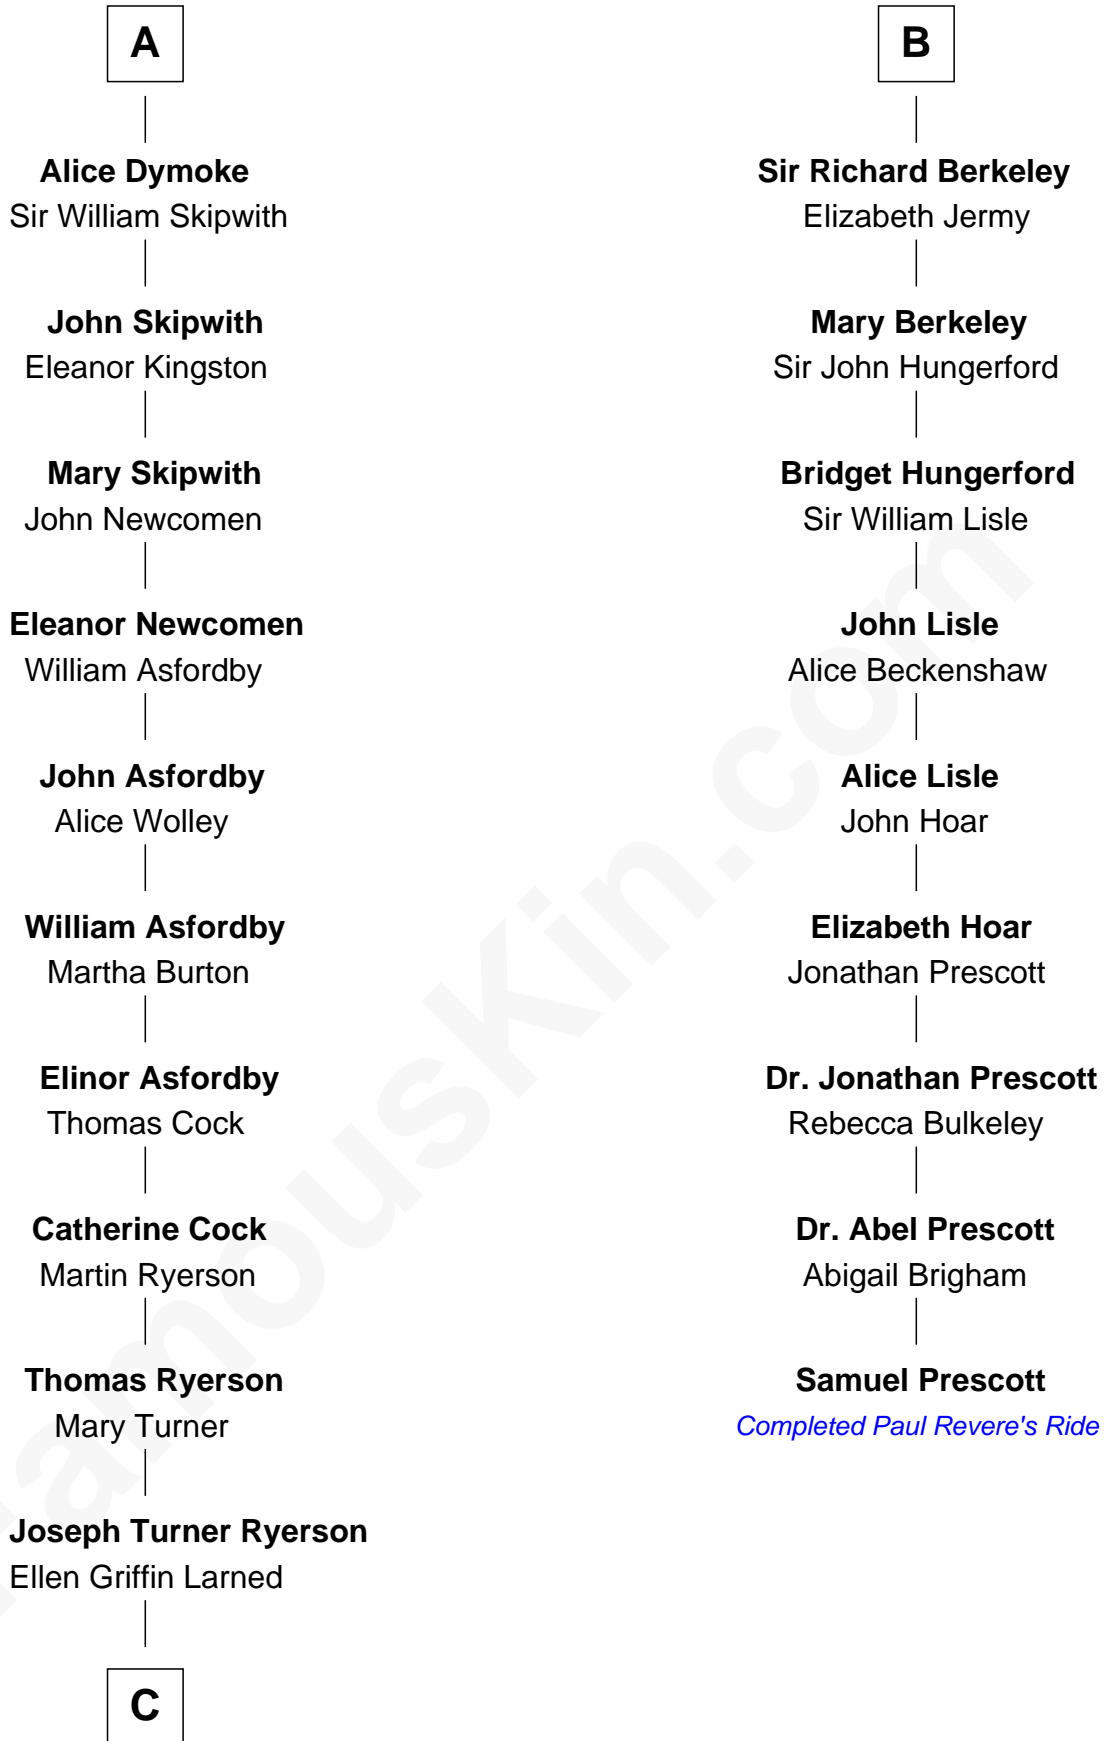 A
Alice Dymoke
Sir William Skipwith
John Skipwith
Eleanor Kingston
Mary Skipwith
John Newcomen
Eleanor Newcomen
William Asfordby
John Asfordby
Alice Wolley
William Asfordby
Martha Burton
Elinor Asfordby
Thomas Cock
Catherine Cock
Martin Ryerson
Thomas Ryerson
Mary Turner
Joseph Turner Ryerson
Ellen Griffin Larned
C
B
Sir Richard Berkeley
Elizabeth Jermy
Mary Berkeley
Sir John Hungerford
Bridget Hungerford
Sir William Lisle
John Lisle
Alice Beckenshaw
Alice Lisle
John Hoar
Elizabeth Hoar
Jonathan Prescott
Dr. Jonathan Prescott
Rebecca Bulkeley
Dr. Abel Prescott
Abigail Brigham
Samuel Prescott
Completed Paul Revere's Ride
FamousKin.com